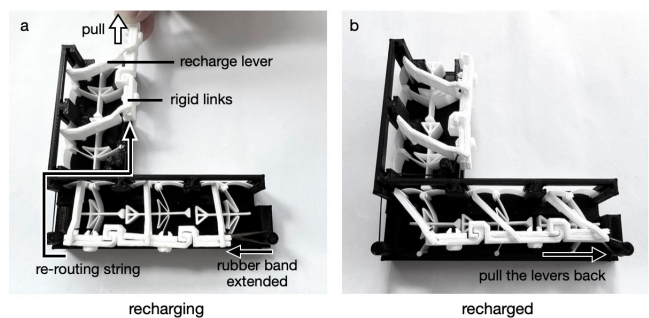 a
pull
recharge lever
rigid links
re-routing string
rubber band
extended
recharging
b
pull the levers back
recharged